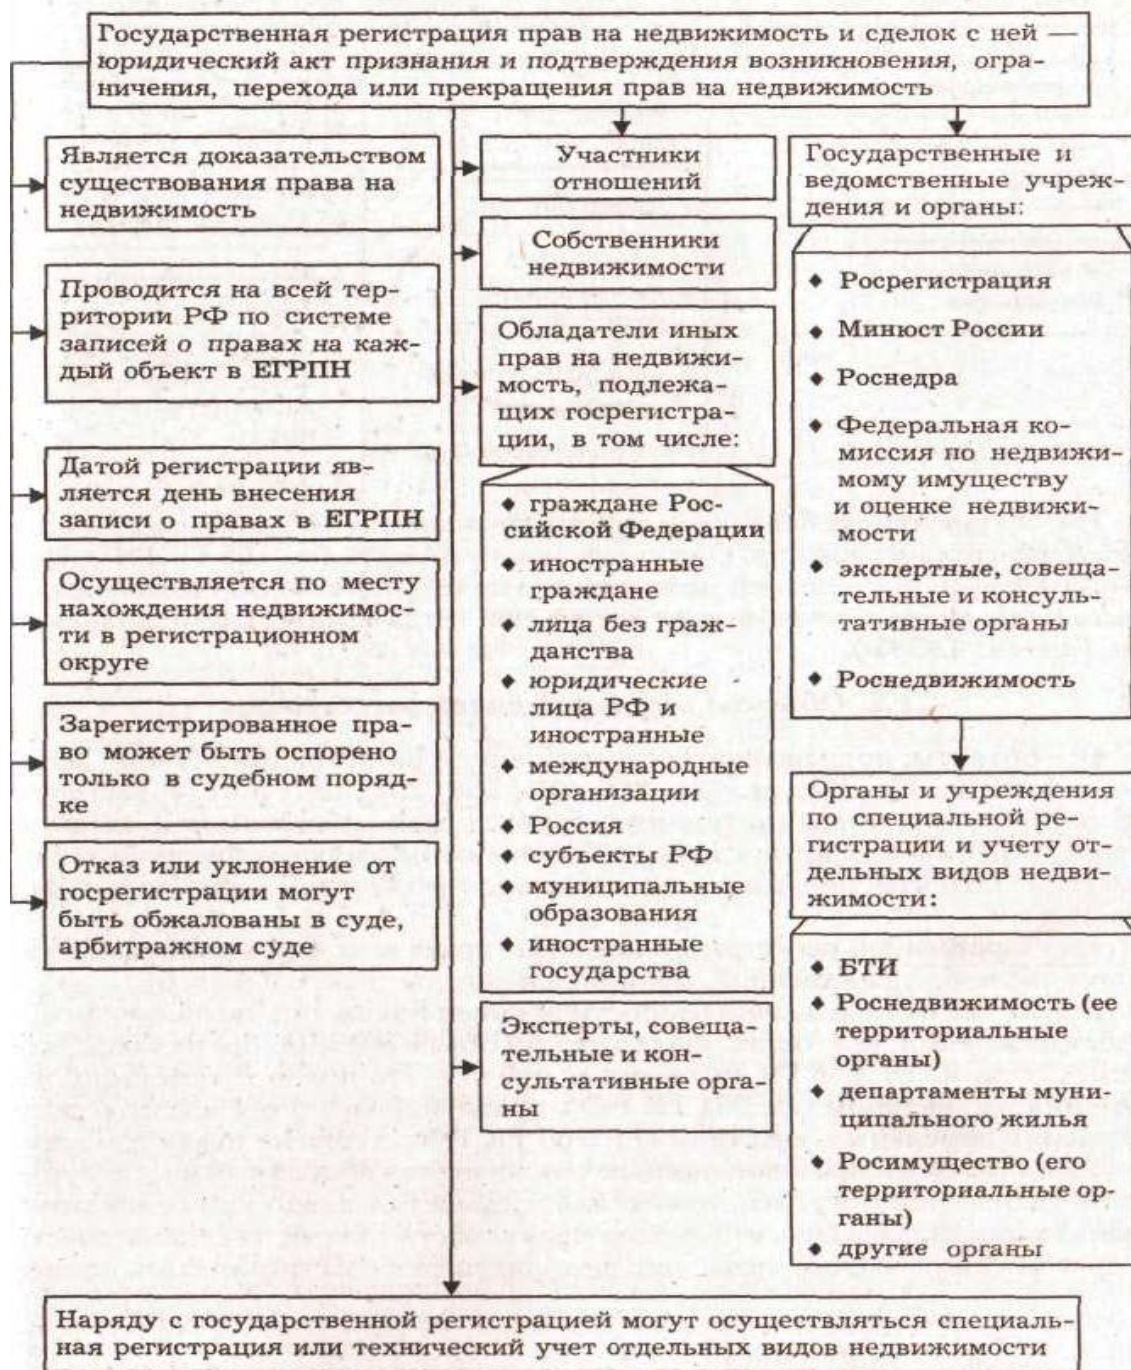 Государственная регистрация прав на недвижимость и сделок с ней —
юридический акт признания и подтверждения возникновения, огра-
ничения, перехода или прекращения прав на недвижимость
Является доказательством
существования права на
недвижимость
Проводится на всей тер-
ритории РФ по системе
записей о правах на каж-
дый объект в ЕГРПН
Датой регистрации яв-
ляется день внесения
записи о правах в ЕГРПН
Осуществляется по месту
нахождения недвижимос-
ти в регистрационном
округе
Зарегистрированное пра-
во может быть оспорено
только в судебном поряд-
ке
Отказ или уклонение от
госрегистрации могут
быть обжалованы в суде,
арбитражном суде
Участники
отношений
Собственники
недвижимости
Обладатели иных
прав на недвижи-
мость, подлежа-
щих госрегистра-
ции, в том числе:
♦ граждане Рос-
сийской Федерации
♦ иностранные
граждане
♦ лица без граж-
данства
♦ юридические
лица РФ и
иностранные
♦ международные
организации
♦ Россия
♦ субъекты РФ
♦ муниципальные
образования
♦ иностранные
государства
Эксперты, совеща-
тельные и кон-
сультативные орга-
ны
Государственные и
ведомственные учреж-
дения и органы:
♦ Росрегистрация
♦ Минюст России
♦ Роснедра
♦ Федеральная ко-
миссия по недвижи-
мому имуществу
и оценке недвижи-
мости
♦ экспертные, совеща-
тельные и консуль-
тативные органы
♦ Роснедвижимость
Органы и учреждения
по специальной ре-
гистрации и учету от-
дельных видов недви-
жимости:
♦ БТИ
♦ Роснедвижимость (ее
территориальные
органы)
♦ департаменты муни-
ципального жилья
♦ Росимущество (его
территориальные ор-
ганы)
♦ другие органы
Наряду с государственной регистрацией могут осуществляться специаль-
ная регистрация или технический учет отдельных видов недвижимости